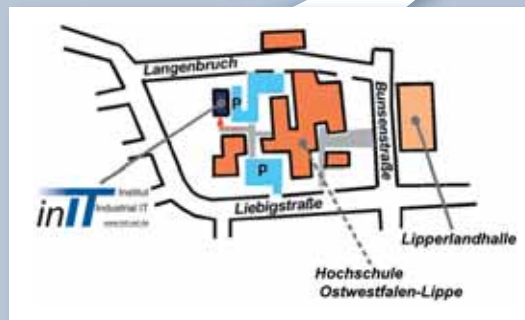 Langenbruch
Bunsenstraße
P
P
inIT
Institut
Industrial IT
Liebigstraße
Lipperlandhalle
Hochschule
Ostwestfalen-Lippe